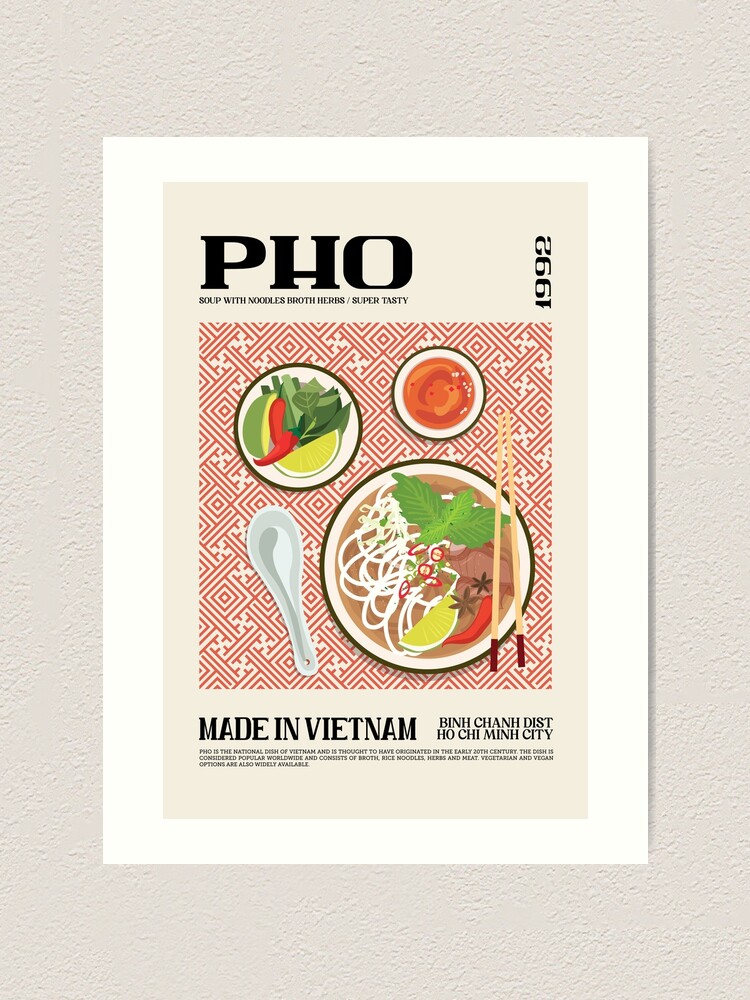 PHO
1992
SOUP WITH NOODLES BROTH HERBS / SUPER TASTY
MADE IN VIETNAM
BINH CHANH DIST
HO CHI MINH CITY
PHO IS THE NATIONAL DISH OF VIETNAM AND IS THOUGHT TO HAVE ORIGINATED IN THE EARLY 20TH CENTURY. THE DISH IS
CONSIDERED POPULAR WORLDWIDE AND CONSISTS OF BROTH, RICE NOODLES, HERBS AND MEAT. VEGETARIAN AND VEGAN
OPTIONS ARE ALSO WIDELY AVAILABLE.